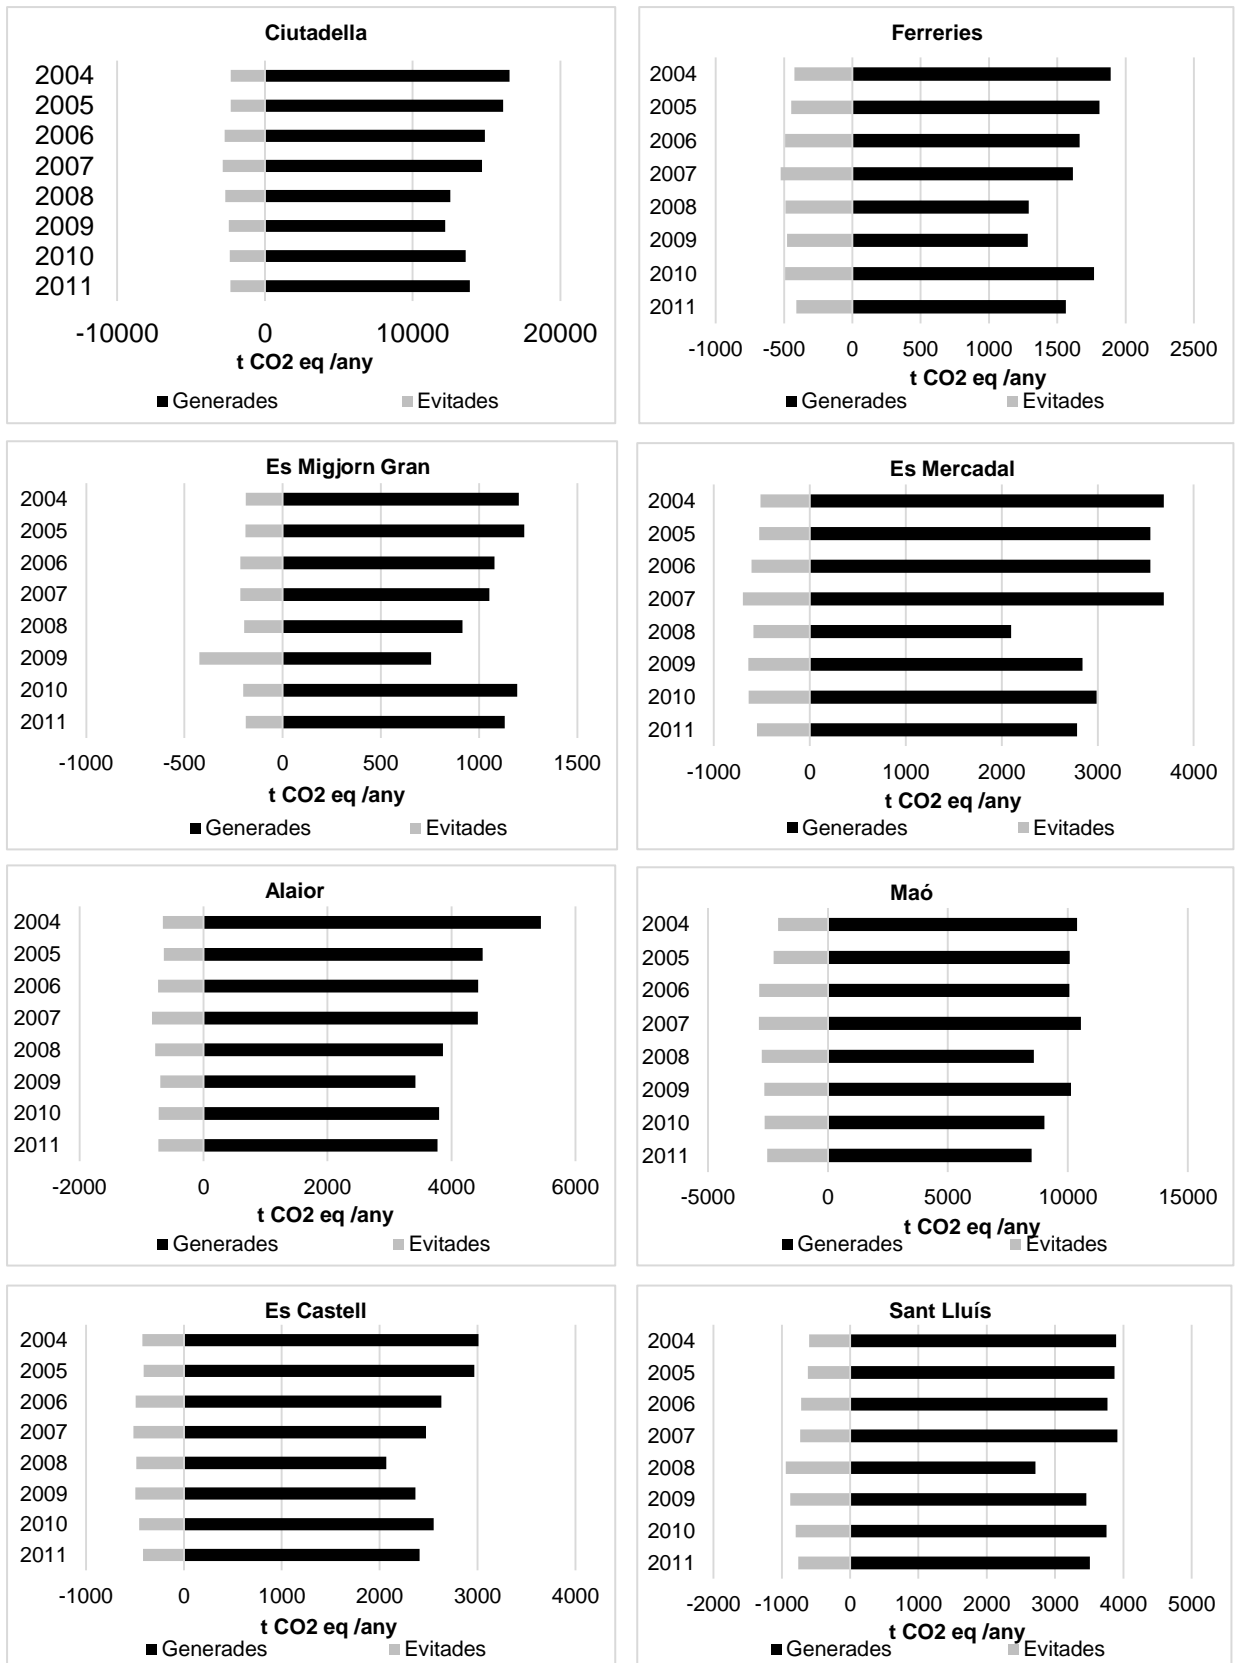 Ciutadella
2004
2005
2006
2007
2008
2009
2010
2011
-10000 0 10000 20000
t CO2 eq /any
Generades Evitades
Ferreries
2004
2005
2006
2007
2008
2009
2010
2011
-1000 -500 0 500 1000 1500 2000 2500
t CO2 eq /any
Generades Evitades
Es Migjorn Gran
2004
2005
2006
2007
2008
2009
2010
2011
-1000 -500 0 500 1000 1500
t CO2 eq /any
Generades Evitades
Es Mercadal
2004
2005
2006
2007
2008
2009
2010
2011
-1000 0 1000 2000 3000 4000
t CO2 eq /any
Generades Evitades
Alaior
2004
2005
2006
2007
2008
2009
2010
2011
-2000 0 2000 4000 6000
t CO2 eq /any
Generades Evitades
Maó
2004
2005
2006
2007
2008
2009
2010
2011
-5000 0 5000 10000 15000
t CO2 eq /any
Generades Evitades
Es Castell
2004
2005
2006
2007
2008
2009
2010
2011
-1000 0 1000 2000 3000 4000
t CO2 eq /any
Generades Evitades
Sant Lluís
2004
2005
2006
2007
2008
2009
2010
2011
-2000 -1000 0 1000 2000 3000 4000 5000
t CO2 eq /any
Generades Evitades